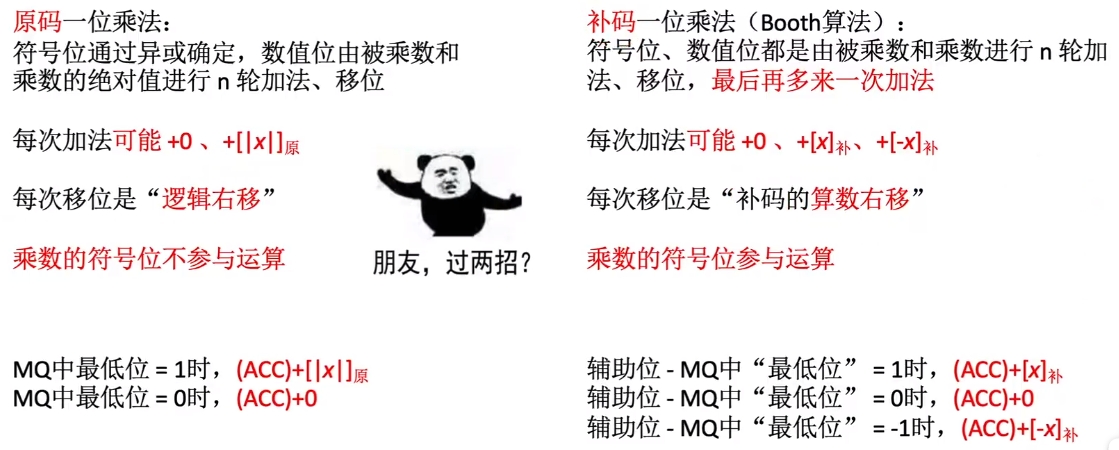 原码一位乘法：
符号位通过异或确定，数值位由被乘数和
乘数的绝对值进行 n 轮加法、移位
每次加法可能 +0 、+[|x|]原
每次移位是“逻辑右移”
乘数的符号位不参与运算
MQ中最低位 = 1时，(ACC)+[|x|]原
MQ中最低位 = 0时，(ACC)+0
朋友，过两招？
补码一位乘法（Booth算法）：
符号位、数值位都是由被乘数和乘数进行 n 轮加
法、移位，最后再多来一次加法
每次加法可能 +0 、+[x]补、+[-x]补
每次移位是“补码的算数右移”
乘数的符号位参与运算
辅助位 - MQ中“最低位” = 1时，(ACC)+[x]补
辅助位 - MQ中“最低位” = 0时，(ACC)+0
辅助位 - MQ中“最低位” = -1时，(ACC)+[-x]补